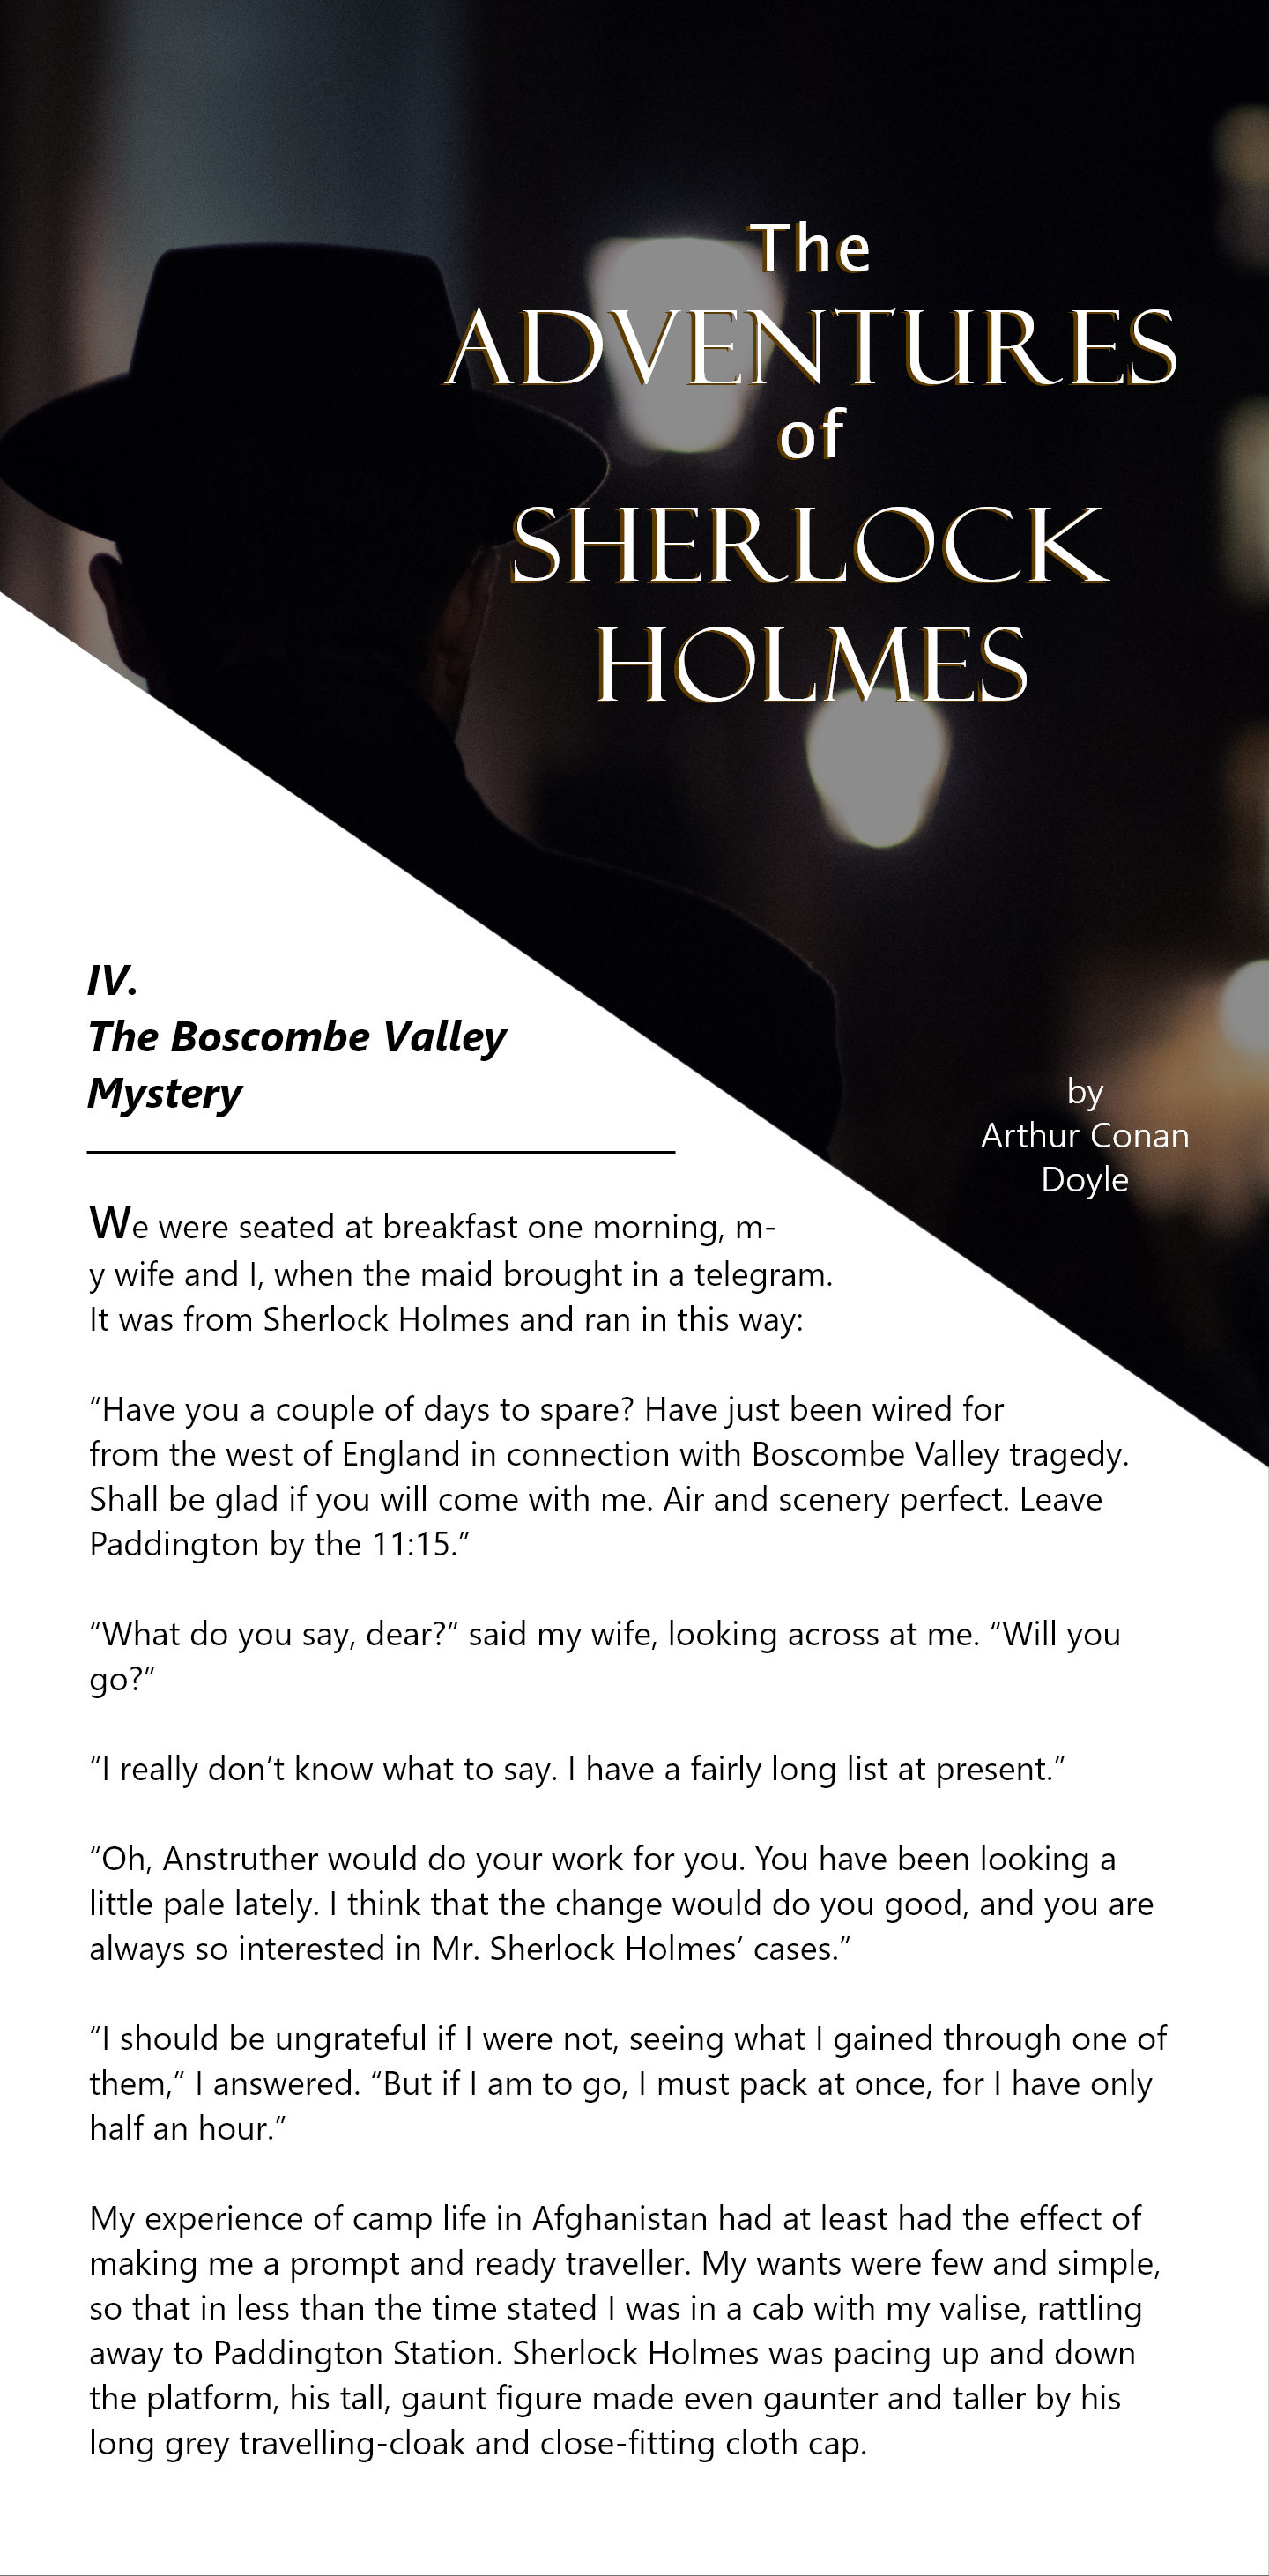 The
ADVENTURES
of
SHERLOCK
HOLMES
by
Arthur Conan
Doyle
IV.
The Boscombe Valley
Mystery
We were seated at breakfast one morning, m-
y wife and I, when the maid brought in a telegram.
It was from Sherlock Holmes and ran in this way:
“Have you a couple of days to spare? Have just been wired for
from the west of England in connection with Boscombe Valley tragedy.
Shall be glad if you will come with me. Air and scenery perfect. Leave
Paddington by the 11:15.”
“What do you say, dear?” said my wife, looking across at me. “Will you
go?”
“I really don’t know what to say. I have a fairly long list at present.”
“Oh, Anstruther would do your work for you. You have been looking a
little pale lately. I think that the change would do you good, and you are
always so interested in Mr. Sherlock Holmes’ cases.”
“I should be ungrateful if I were not, seeing what I gained through one of
them,” I answered. “But if I am to go, I must pack at once, for I have only
half an hour.”
My experience of camp life in Afghanistan had at least had the effect of
making me a prompt and ready traveller. My wants were few and simple,
so that in less than the time stated I was in a cab with my valise, rattling
away to Paddington Station. Sherlock Holmes was pacing up and down
the platform, his tall, gaunt figure made even gaunter and taller by his
long grey travelling-cloak and close-fitting cloth cap.